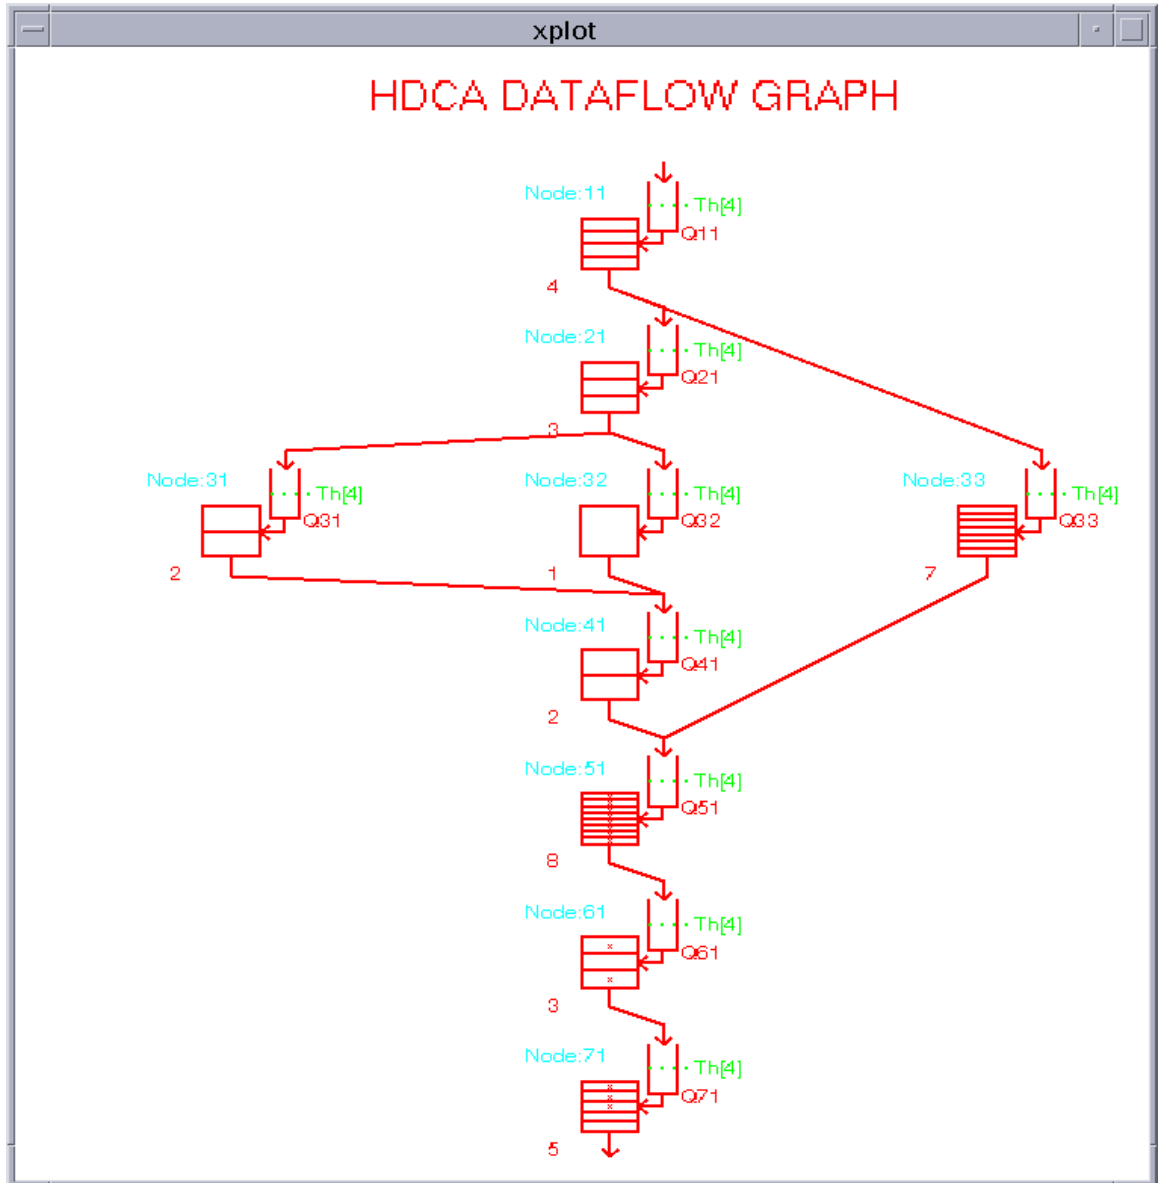 xplot
HDCA DATAFLOW GRAPH
Node:11
Th[4]
Q11
4
Node:21
Th[4]
Q21
3
Node:31
Th[4]
Q31
2
Node:32
Th[4]
Q32
1
Node:33
Th[4]
Q33
7
Node:41
Th[4]
Q41
2
Node:51
Th[4]
Q51
8
Node:61
Th[4]
Q61
3
Node:71
Th[4]
Q71
5